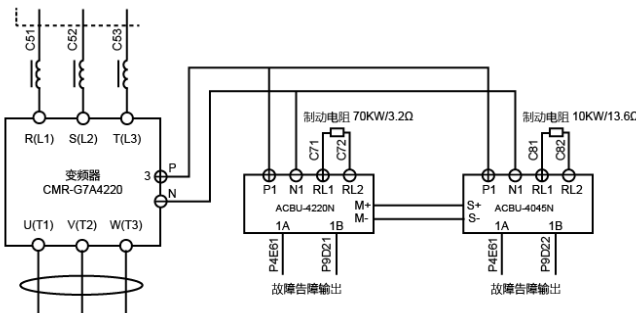 C51
C52
C53
R(L1) S(L2) T(L3)
变频器
CMR-G7A4220
3
P
N
U(T1) V(T2) W(T3)
制动电阻 70KW/3.2Ω
C71
C72
P1 N1 RL1 RL2
ACBU-4220N
M+
M-
1A 1B
P4E61
P9D21
故障告障输出
制动电阻 10KW/13.6Ω
C81
C82
P1 N1 RL1 RL2
S+
S-
ACBU-4045N
1A 1B
P4E61
P9D22
故障告障输出